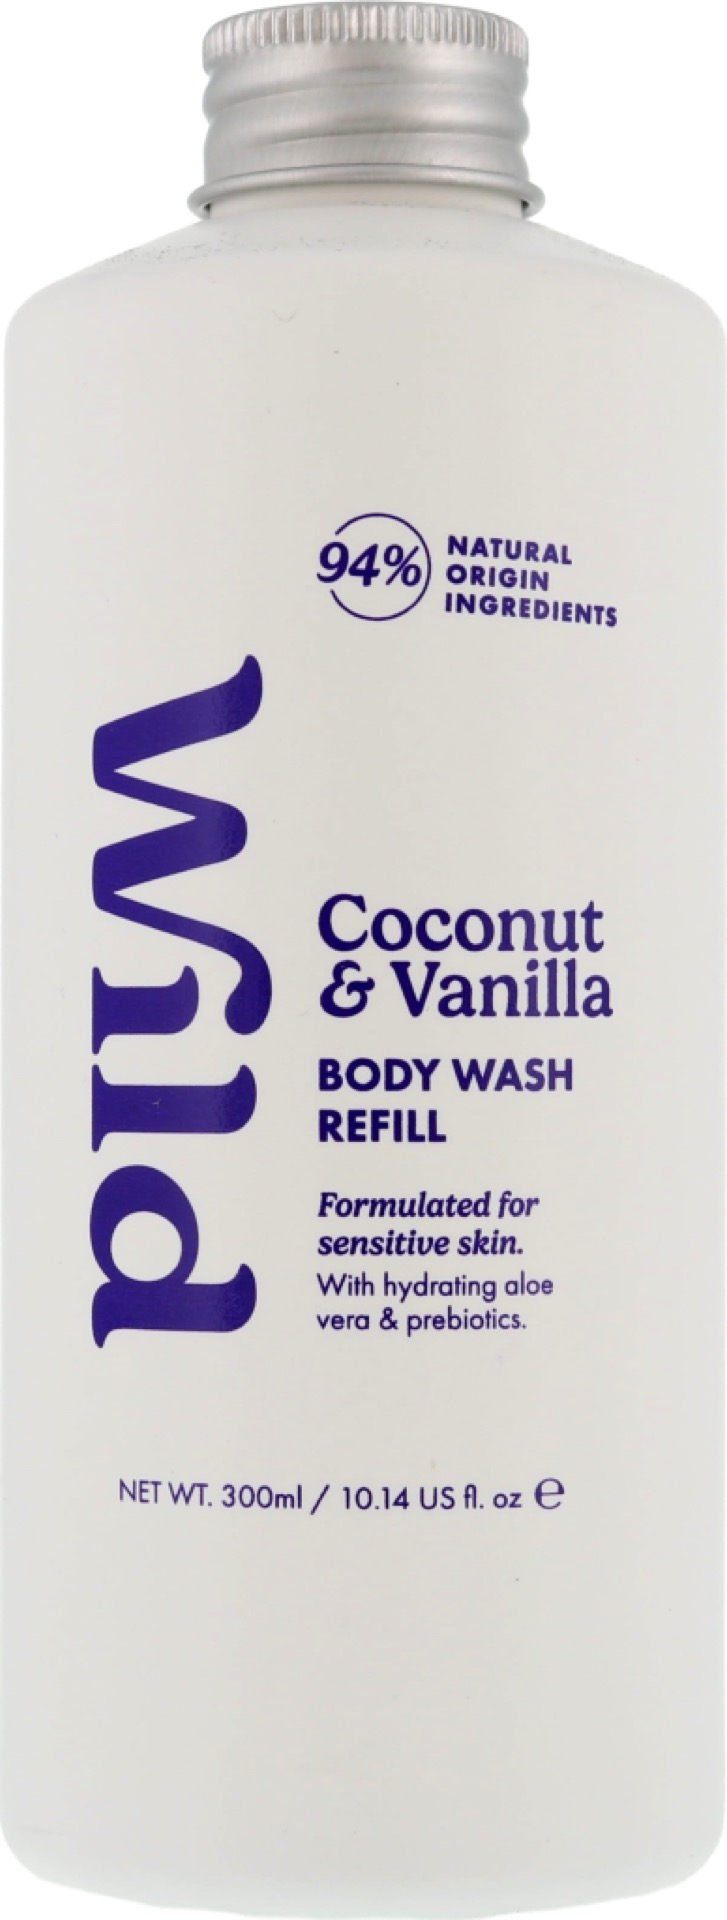 94%
NATURAL
ORIGIN
INGREDIENTS
Wild
Coconut
& Vanilla
BODY WASH
REFILL
Formulated for
sensitive skin.
With hydrating aloe
vera & prebiotics.
NET WT. 300ml / 10.14 US fl. oz ℮